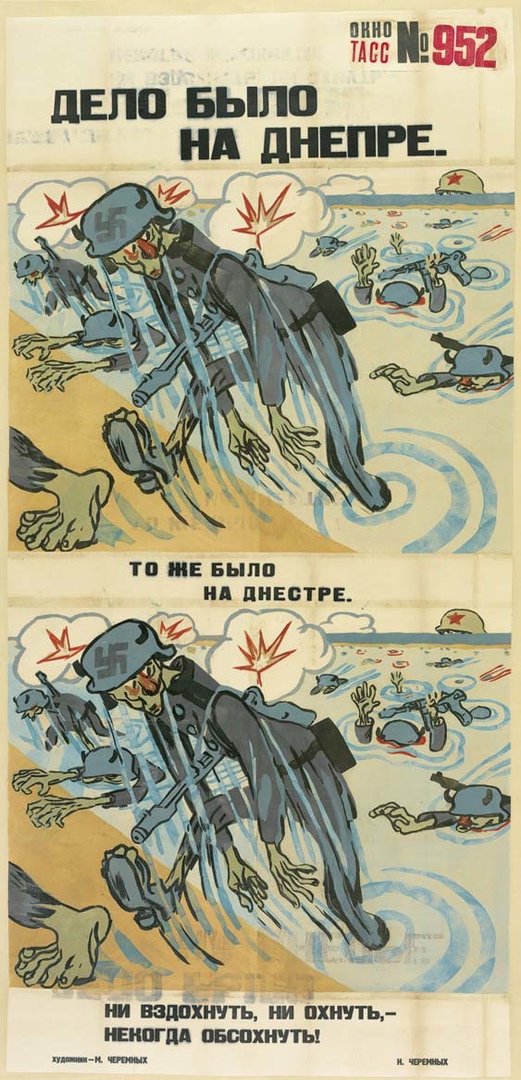 ОКНО
ТАСС №952
ДЕЛО БЫЛО
НА ДНЕПРЕ.
ТО ЖЕ БЫЛО
НА ДНЕСТРЕ.
НИ ВЗДОХНУТЬ, НИ ОХНУТЬ,–
НЕКОГДА ОБСОХНУТЬ!
художник–М. ЧЕРЕМНЫХ
Н. ЧЕРЕМНЫХ